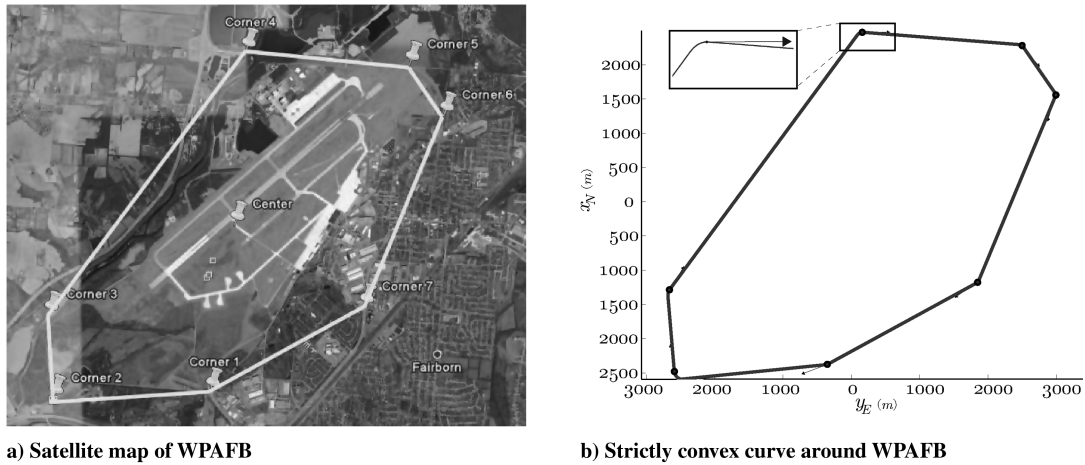 Corner 4
Corner 5
Corner 6
Center
Corner 3
Corner 7
Corner 1
Corner 2
Fairborn
a) Satellite map of WPAFB
2000
1500
1000
500
0
500
1000
1500
2000
2500
x_N (m)
3000 2000 1000 0 1000 2000 3000
y_E (m)
b) Strictly convex curve around WPAFB